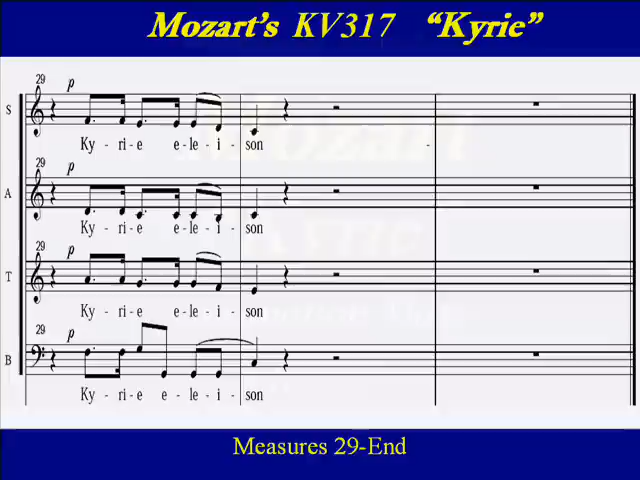 Mozart's KV317 "Kyrie"
29
p
S
Ky - ri - e e - le - i - son -
29
p
A
Ky - ri - e e - le - i - son
29
p
T
Ky - ri - e e - le - i - son
29
p
B
Ky - ri - e e - le - i - son
Measures 29-End